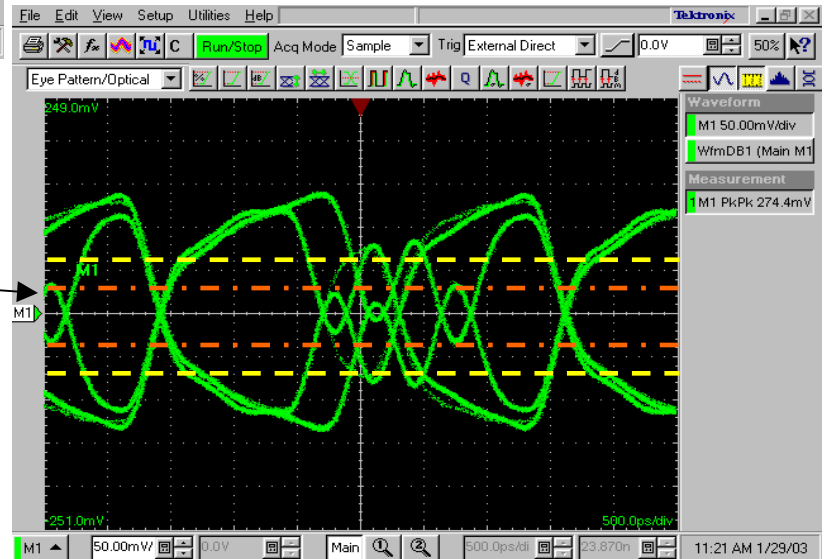 File Edit View Setup Utilities Help Tektronix
C Run/Stop Acq Mode Sample Trig External Direct 0.0V 50%
Eye Pattern/Optical Q
249.0mV
Waveform
M1 50.00mV/div
WfmDB1 (Main M1
Measurement
1 M1 PkPk 274.4mV
M1
M1
-251.0mV 500.0ps/div
M1 50.00mV/ 0.0V Main 1 2 500.0ps/di 23.870n 11:21 AM 1/29/03